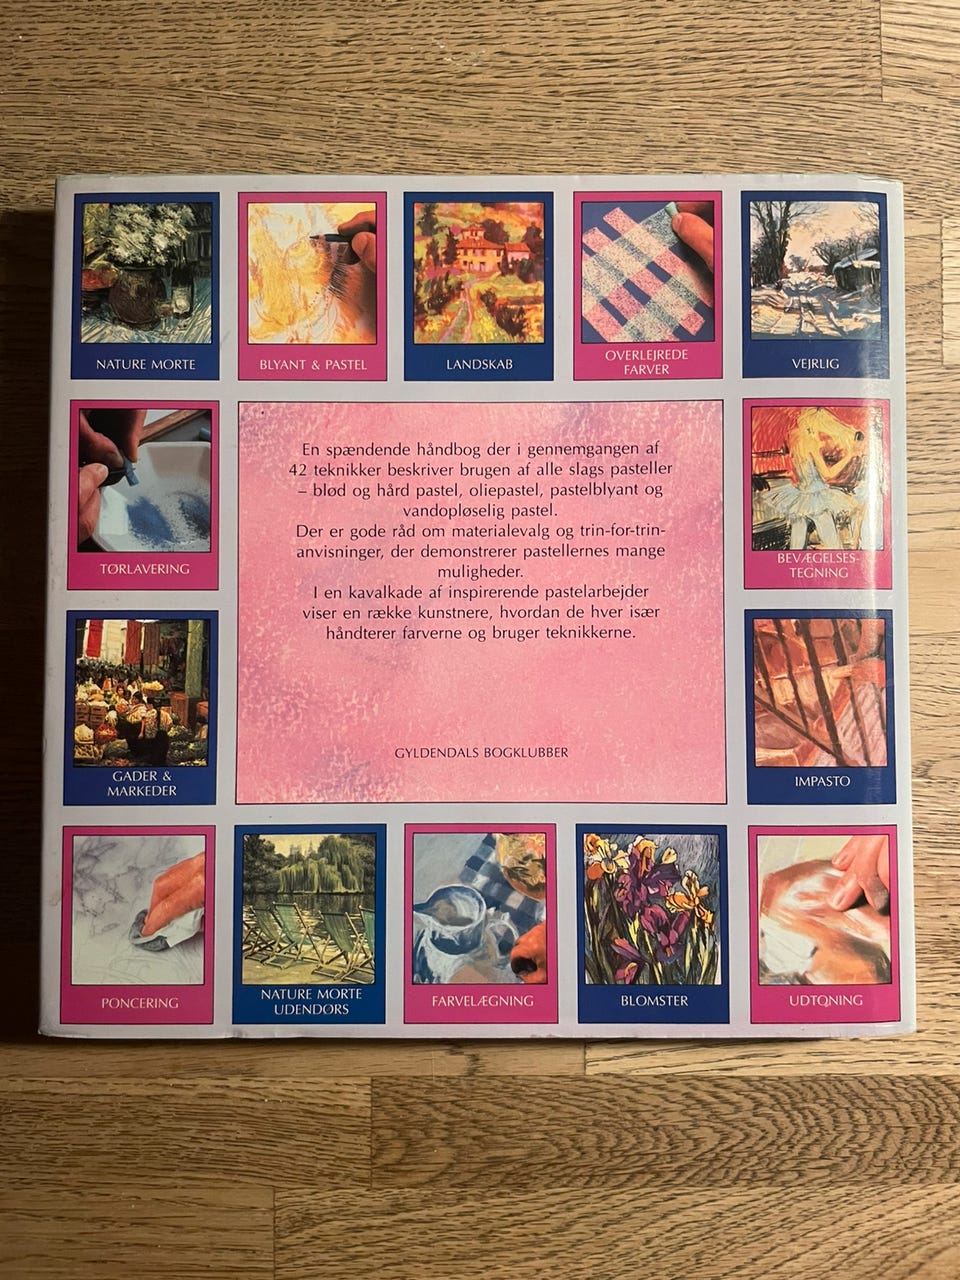 NATURE MORTE
BLYANT & PASTEL
LANDSKAB
OVERLEJREDE
FARVER
VEJRLIG
TØRLAVERING
En spændende håndbog der i gennemgangen af
42 teknikker beskriver brugen af alle slags pasteller
– blød og hård pastel, oliepastel, pastelblyant og
vandopløselig pastel.
Der er gode råd om materialevalg og trin-for-trin-
anvisninger, der demonstrerer pastellernes mange
muligheder.
I en kavalkade af inspirerende pastelarbejder
viser en række kunstnere, hvordan de hver især
håndterer farverne og bruger teknikkerne.
GYLDENDALS BOGKLUBBER
BEVÆGELSES-
TEGNING
GADER &
MARKEDER
IMPASTO
PONCERING
NATURE MORTE
UDENDØRS
FARVELÆGNING
BLOMSTER
UDTQNING